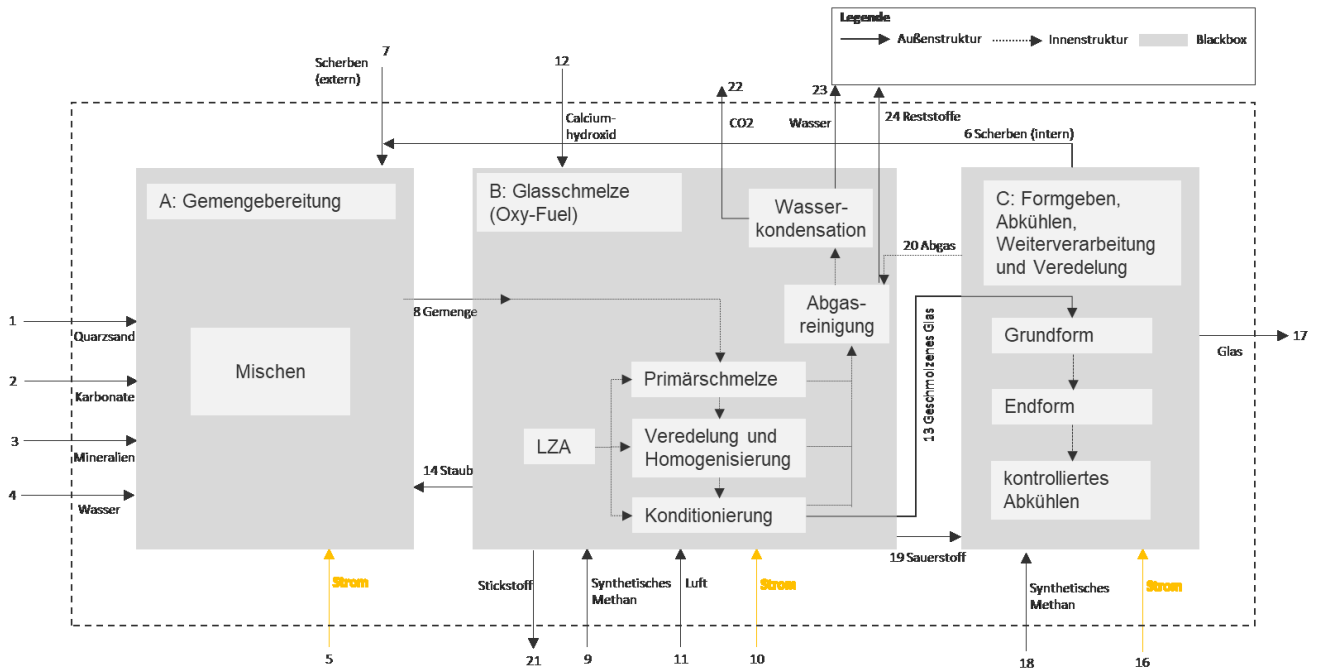 Legende
Außenstruktur
Innenstruktur
Blackbox
7
Scherben
(extern)
12
Calcium-
hydroxid
22
CO2
23
Wasser
24 Reststoffe
6 Scherben (intern)
A: Gemengebereitung
Mischen
B: Glasschmelze
(Oxy-Fuel)
Wasser-
kondensation
20 Abgas
Abgas-
reinigung
C: Formgeben,
Abkühlen,
Weiterverarbeitung
und Veredelung
8 Gemenge
1
Quarzsand
2
Karbonate
3
Mineralien
4
Wasser
Primärschmelze
LZA
Veredelung und
Homogenisierung
Konditionierung
13 Geschmolzenes Glas
14 Staub
19 Sauerstoff
Grundform
Endform
kontrolliertes
Abkühlen
Glas
17
Strom
5
Stickstoff
21
Synthetisches
Methan
9
Luft
11
Strom
10
Synthetisches
Methan
18
Strom
16